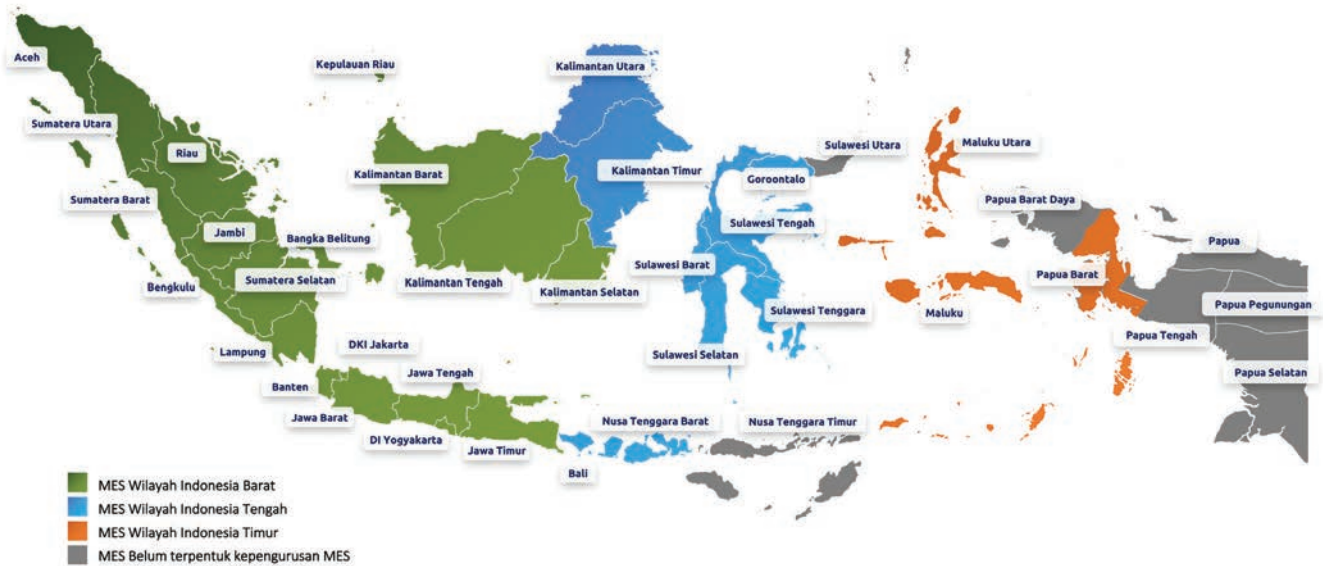 Aceh
Kepulauan Riau
Kalimantan Utara
Sumatera Utara
Riau
Sulawesi Utara
Maluku Utara
Kalimantan Barat
Kalimantan Timur
Goroontalo
Sumatera Barat
Papua Barat Daya
Jambi
Bangka Belitung
Sulawesi Tengah
Papua
Sulawesi Barat
Papua Barat
Bengkulu
Sumatera Selatan
Kalimantan Tengah
Kalimantan Selatan
Sulawesi Tenggara
Maluku
Papua Pegunungan
Papua Tengah
Lampung
DKI Jakarta
Sulawesi Selatan
Jawa Tengah
Papua Selatan
Banten
Jawa Barat
DI Yogyakarta
Jawa Timur
Nusa Tenggara Barat
Nusa Tenggara Timur
Bali
MES Wilayah Indonesia Barat
MES Wilayah Indonesia Tengah
MES Wilayah Indonesia Timur
MES Belum terpentuk kepengurusan MES